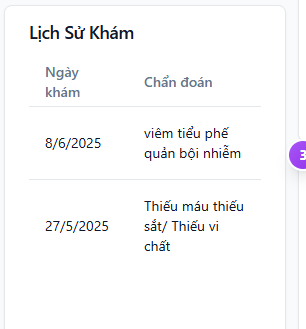 Lịch Sử Khám
Ngày
khám
Chẩn đoán
8/6/2025
viêm tiểu phế
quản bội nhiễm
27/5/2025
Thiếu máu thiếu
sắt/ Thiếu vi
chất
3